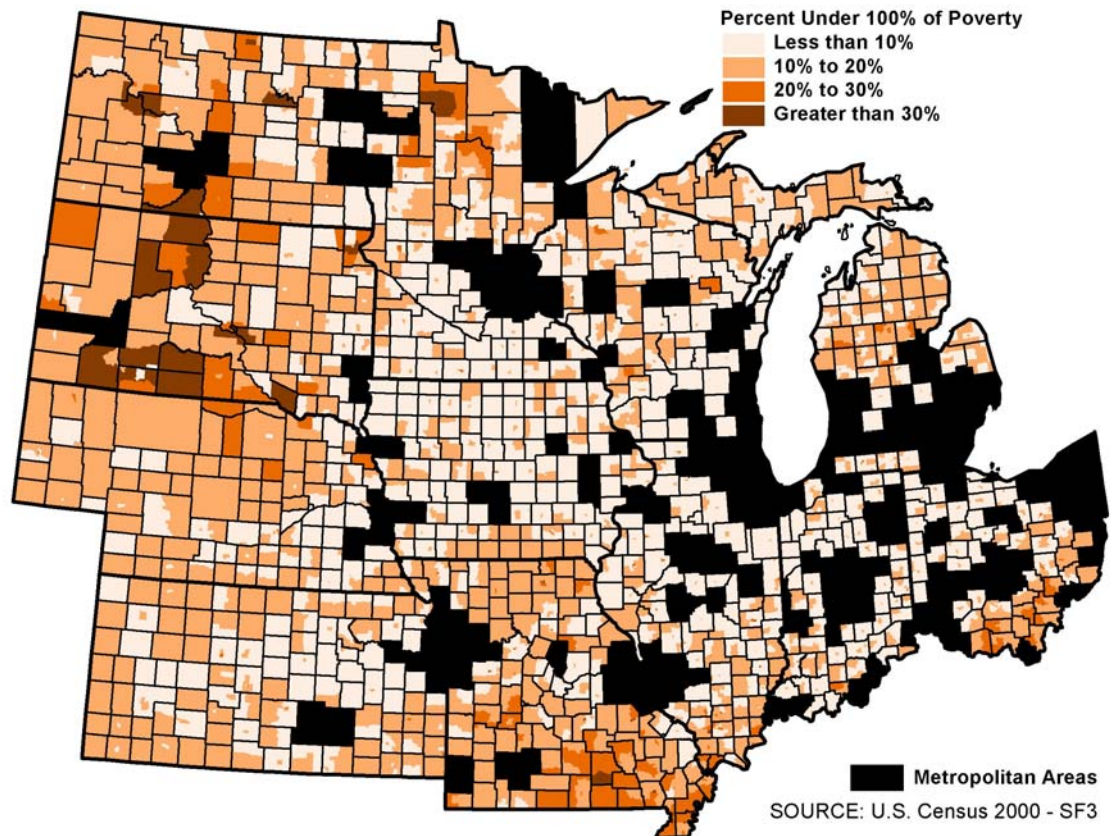 Percent Under 100% of Poverty
Less than 10%
10% to 20%
20% to 30%
Greater than 30%
Metropolitan Areas
SOURCE: U.S. Census 2000 - SF3